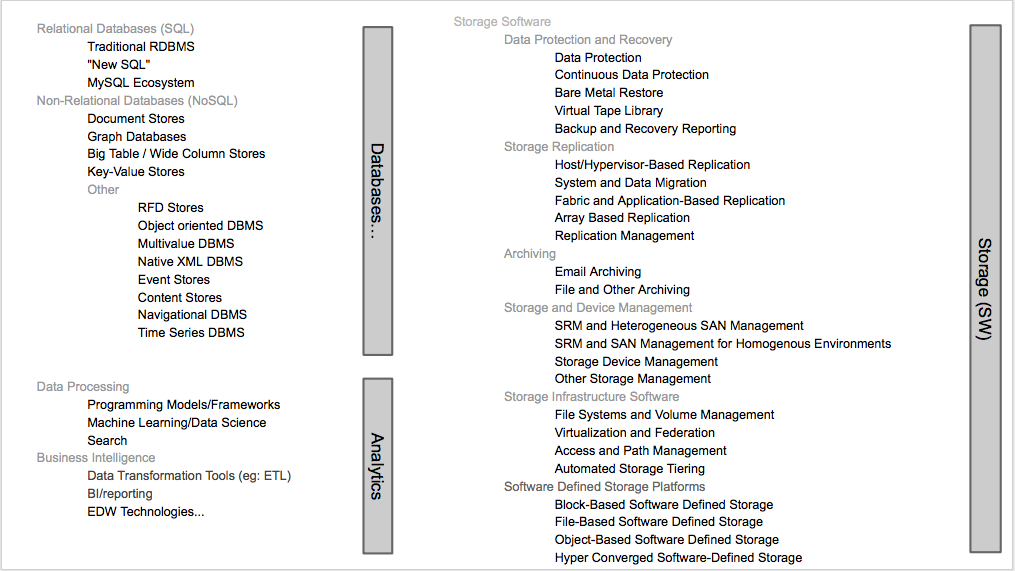 Relational Databases (SQL)
Traditional RDBMS
"New SQL"
MySQL Ecosystem
Non-Relational Databases (NoSQL)
Document Stores
Graph Databases
Big Table / Wide Column Stores
Key-Value Stores
Other
RFD Stores
Object oriented DBMS
Multivalue DBMS
Native XML DBMS
Event Stores
Content Stores
Navigational DBMS
Time Series DBMS
Databases...
Data Processing
Programming Models/Frameworks
Machine Learning/Data Science
Search
Business Intelligence
Data Transformation Tools (eg: ETL)
BI/reporting
EDW Technologies...
Analytics
Storage Software
Data Protection and Recovery
Data Protection
Continuous Data Protection
Bare Metal Restore
Virtual Tape Library
Backup and Recovery Reporting
Storage Replication
Host/Hypervisor-Based Replication
System and Data Migration
Fabric and Application-Based Replication
Array Based Replication
Replication Management
Archiving
Email Archiving
File and Other Archiving
Storage and Device Management
SRM and Heterogeneous SAN Management
SRM and SAN Management for Homogenous Environments
Storage Device Management
Other Storage Management
Storage Infrastructure Software
File Systems and Volume Management
Virtualization and Federation
Access and Path Management
Automated Storage Tiering
Software Defined Storage Platforms
Block-Based Software Defined Storage
File-Based Software Defined Storage
Object-Based Software Defined Storage
Hyper Converged Software-Defined Storage
Storage (SW)